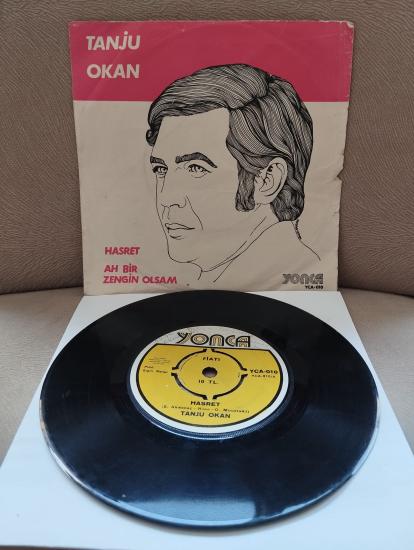 TANJU
OKAN
HASRET
AH BİR
ZENGİN OLSAM
YONCA
YCA-010
YONCA
FİATI
10 TL.
YCA-010
HASRET
TANJU OKAN